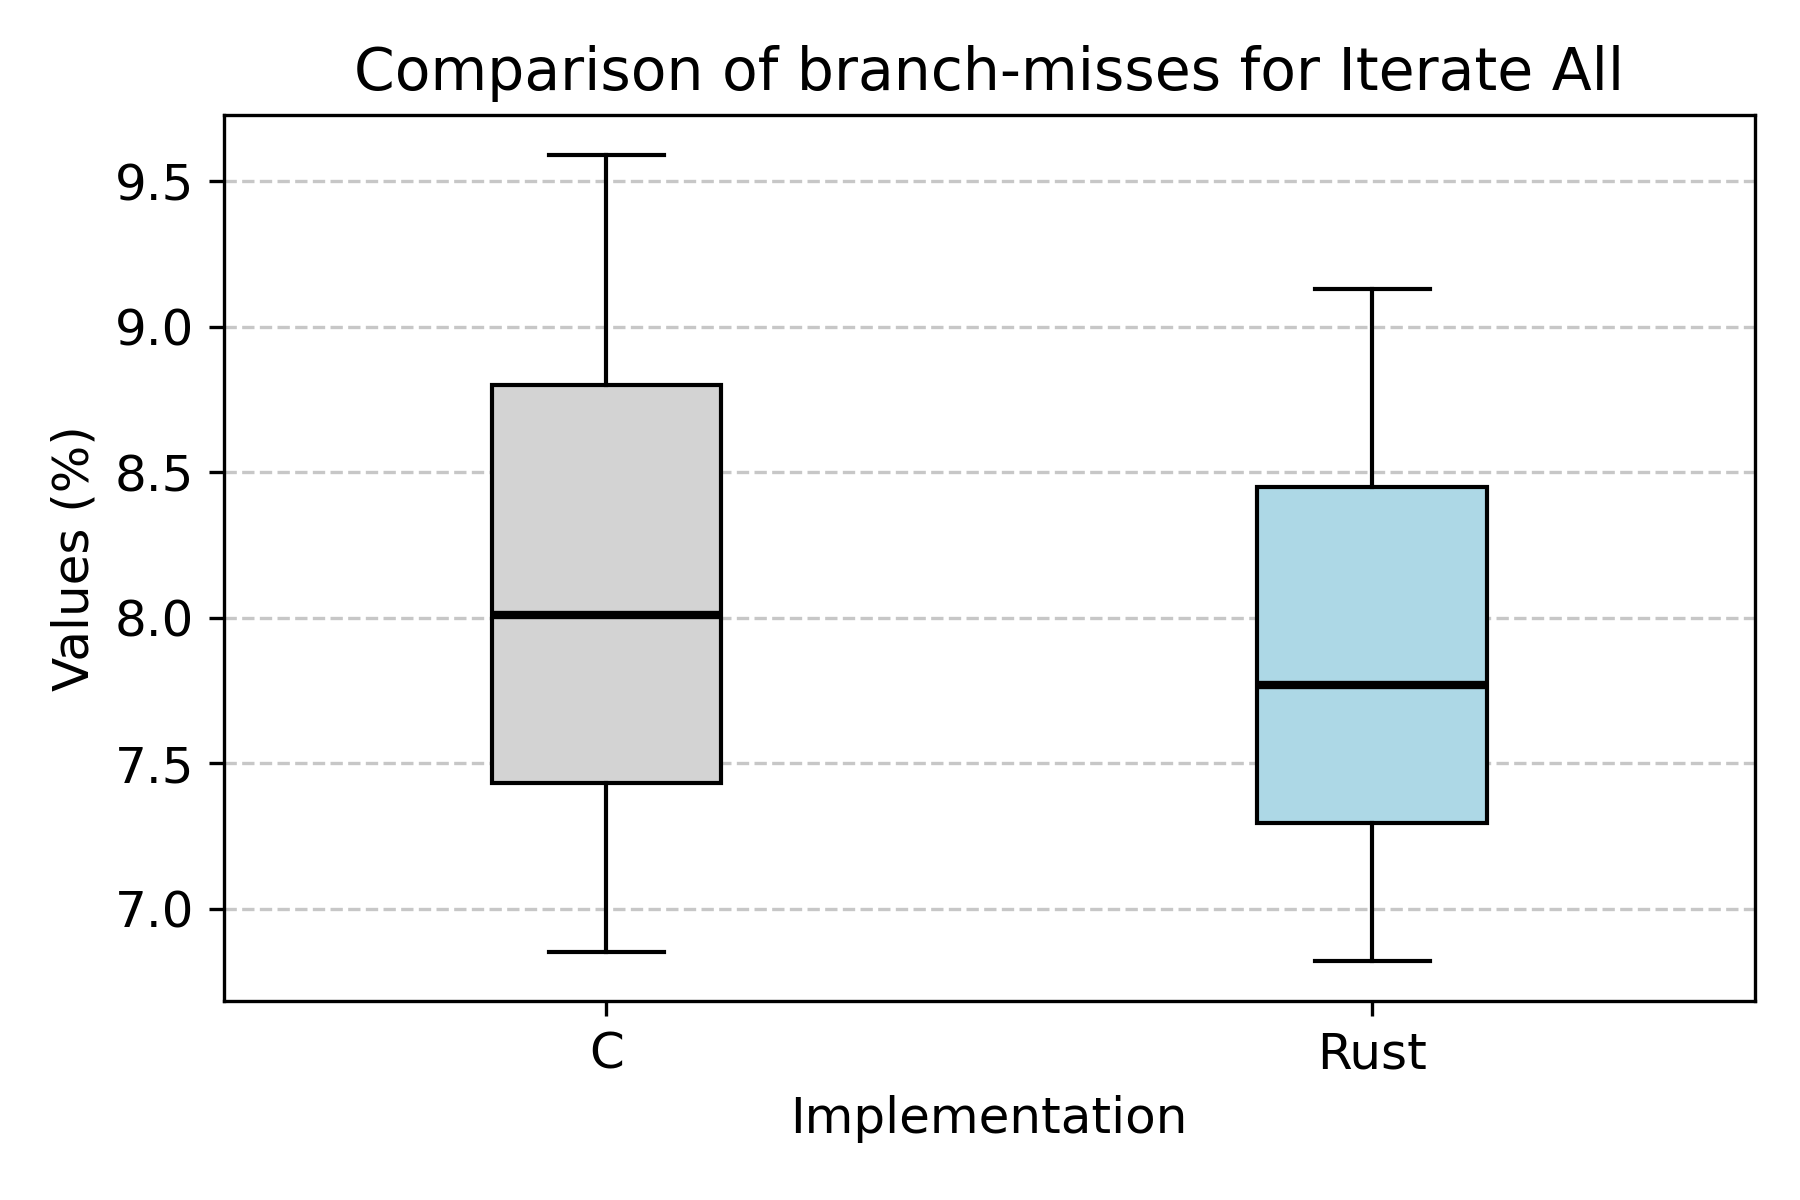 Comparison of branch-misses for Iterate All
Values (%)
9.5
9.0
8.5
8.0
7.5
7.0
C
Rust
Implementation